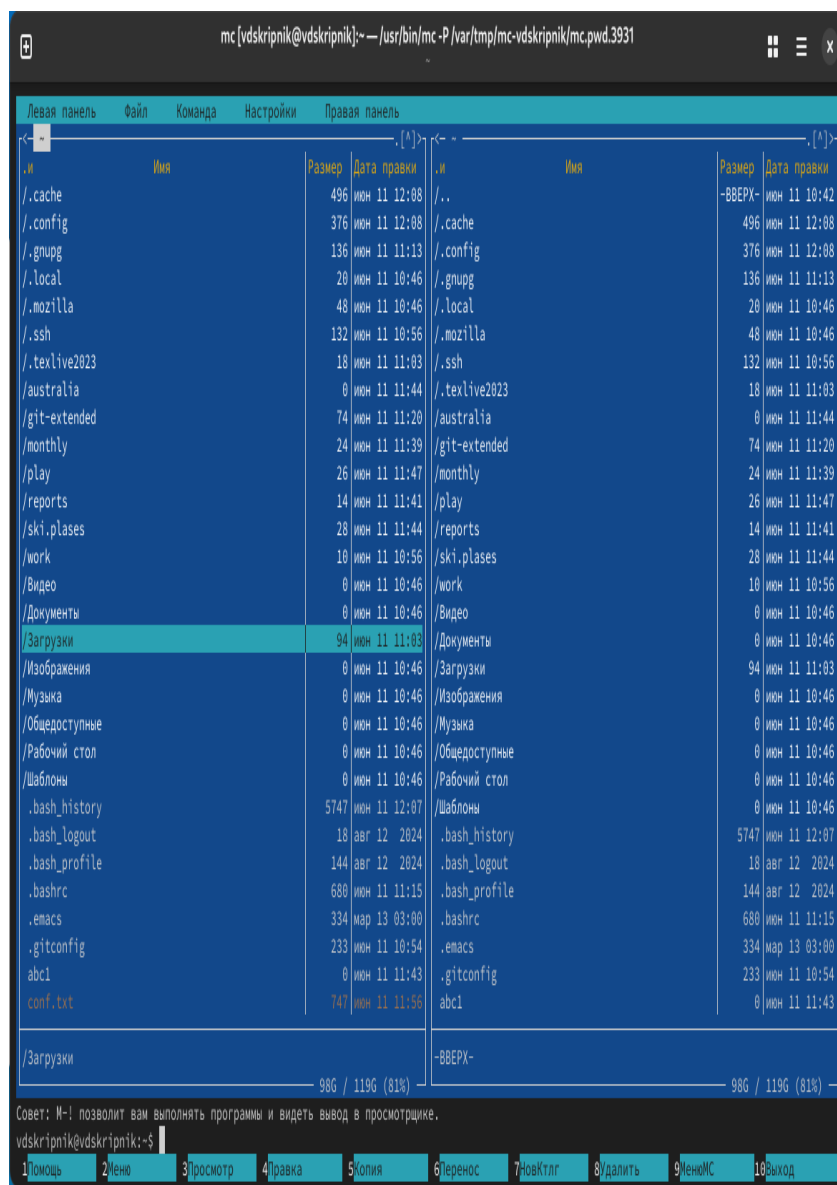 mc [vdskripnik@vdskripnik]:~ — /usr/bin/mc -P /var/tmp/mc-vdskripnik/mc.pwd.3931
~
Левая панель Файл Команда Настройки Правая панель
<- ~ .[^]> <- ~ .[^]>
.и Имя Размер Дата правки .и Имя Размер Дата правки
/.cache 496 июн 11 12:08 /.. -ВВЕРХ- июн 11 10:42
/.config 376 июн 11 12:08 /.cache 496 июн 11 12:08
/.gnupg 136 июн 11 11:13 /.config 376 июн 11 12:08
/.local 20 июн 11 10:46 /.gnupg 136 июн 11 11:13
/.mozilla 48 июн 11 10:46 /.local 20 июн 11 10:46
/.ssh 132 июн 11 10:56 /.mozilla 48 июн 11 10:46
/.texlive2023 18 июн 11 11:03 /.ssh 132 июн 11 10:56
/australia 0 июн 11 11:44 /.texlive2023 18 июн 11 11:03
/git-extended 74 июн 11 11:20 /australia 0 июн 11 11:44
/monthly 24 июн 11 11:39 /git-extended 74 июн 11 11:20
/play 26 июн 11 11:47 /monthly 24 июн 11 11:39
/reports 14 июн 11 11:41 /play 26 июн 11 11:47
/ski.plases 28 июн 11 11:44 /reports 14 июн 11 11:41
/work 10 июн 11 10:56 /ski.plases 28 июн 11 11:44
/Видео 0 июн 11 10:46 /work 10 июн 11 10:56
/Документы 0 июн 11 10:46 /Видео 0 июн 11 10:46
/Загрузки 94 июн 11 11:03 /Документы 0 июн 11 10:46
/Изображения 0 июн 11 10:46 /Загрузки 94 июн 11 11:03
/Музыка 0 июн 11 10:46 /Изображения 0 июн 11 10:46
/Общедоступные 0 июн 11 10:46 /Музыка 0 июн 11 10:46
/Рабочий стол 0 июн 11 10:46 /Общедоступные 0 июн 11 10:46
/Шаблоны 0 июн 11 10:46 /Рабочий стол 0 июн 11 10:46
.bash_history 5747 июн 11 12:07 /Шаблоны 0 июн 11 10:46
.bash_logout 18 авг 12 2024 .bash_history 5747 июн 11 12:07
.bash_profile 144 авг 12 2024 .bash_logout 18 авг 12 2024
.bashrc 680 июн 11 11:15 .bash_profile 144 авг 12 2024
.emacs 334 мар 13 03:00 .bashrc 680 июн 11 11:15
.gitconfig 233 июн 11 10:54 .emacs 334 мар 13 03:00
abc1 0 июн 11 11:43 .gitconfig 233 июн 11 10:54
conf.txt 747 июн 11 11:56 abc1 0 июн 11 11:43
/Загрузки -ВВЕРХ-
98G / 119G (81%) 98G / 119G (81%)
Совет: M-! позволит вам выполнять программы и видеть вывод в просмотрщике.
vdskripnik@vdskripnik:~$
1Помощь 2Меню 3Просмотр 4Правка 5Копия 6Перенос 7НовКтлг 8Удалить 9МенюMC 10Выход